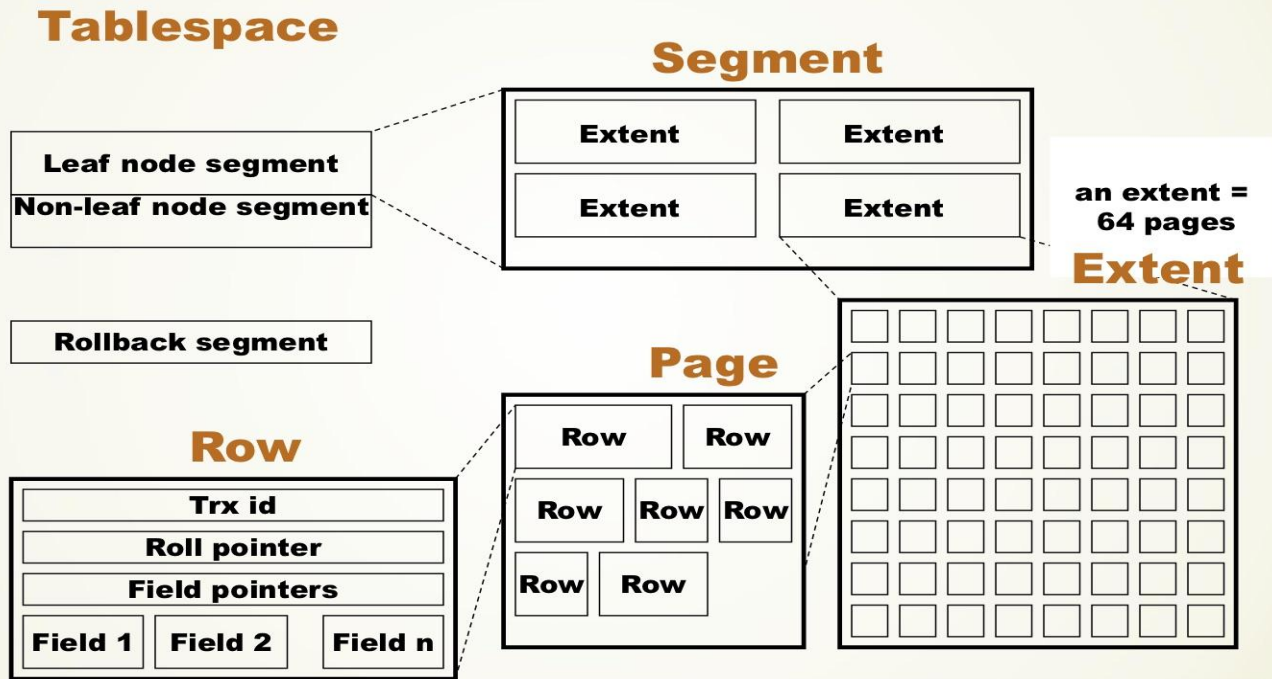 Tablespace
Segment
Leaf node segment
Non-leaf node segment
Rollback segment
Extent
Extent
Extent
Extent
an extent =
64 pages
Extent
Page
Row
Row
Row
Row
Row
Row
Row
Row
Trx id
Roll pointer
Field pointers
Field 1
Field 2
Field n